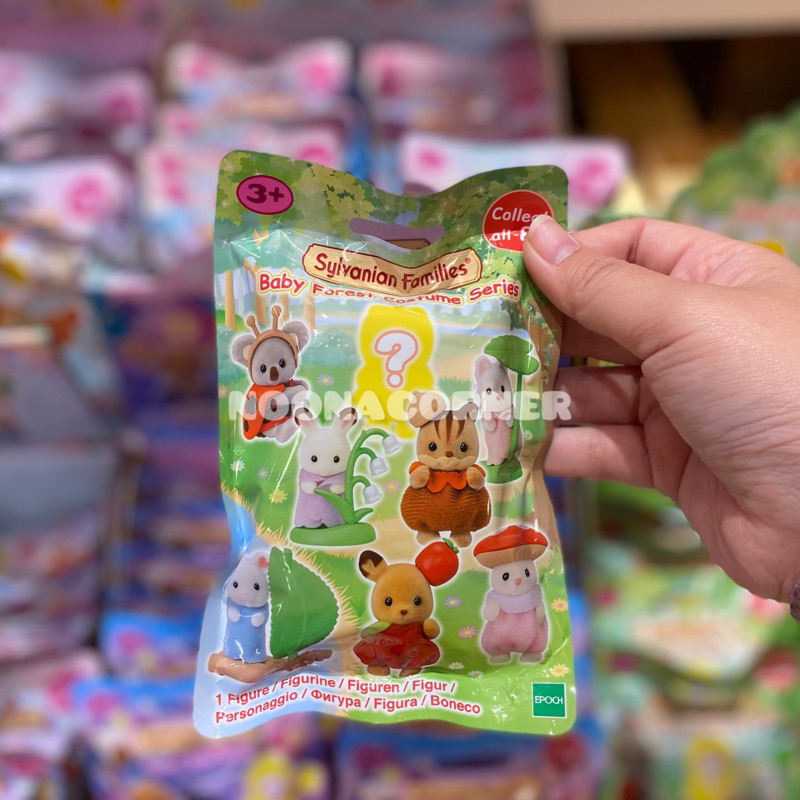 3+
Collect
all-8
Sylvanian Families®
Baby Forest Costume Series
?
NOONACORNER
1 Figure / Figurine / Figuren / Figur /
Personaggio / Фигура / Figura / Boneco
EPOCH